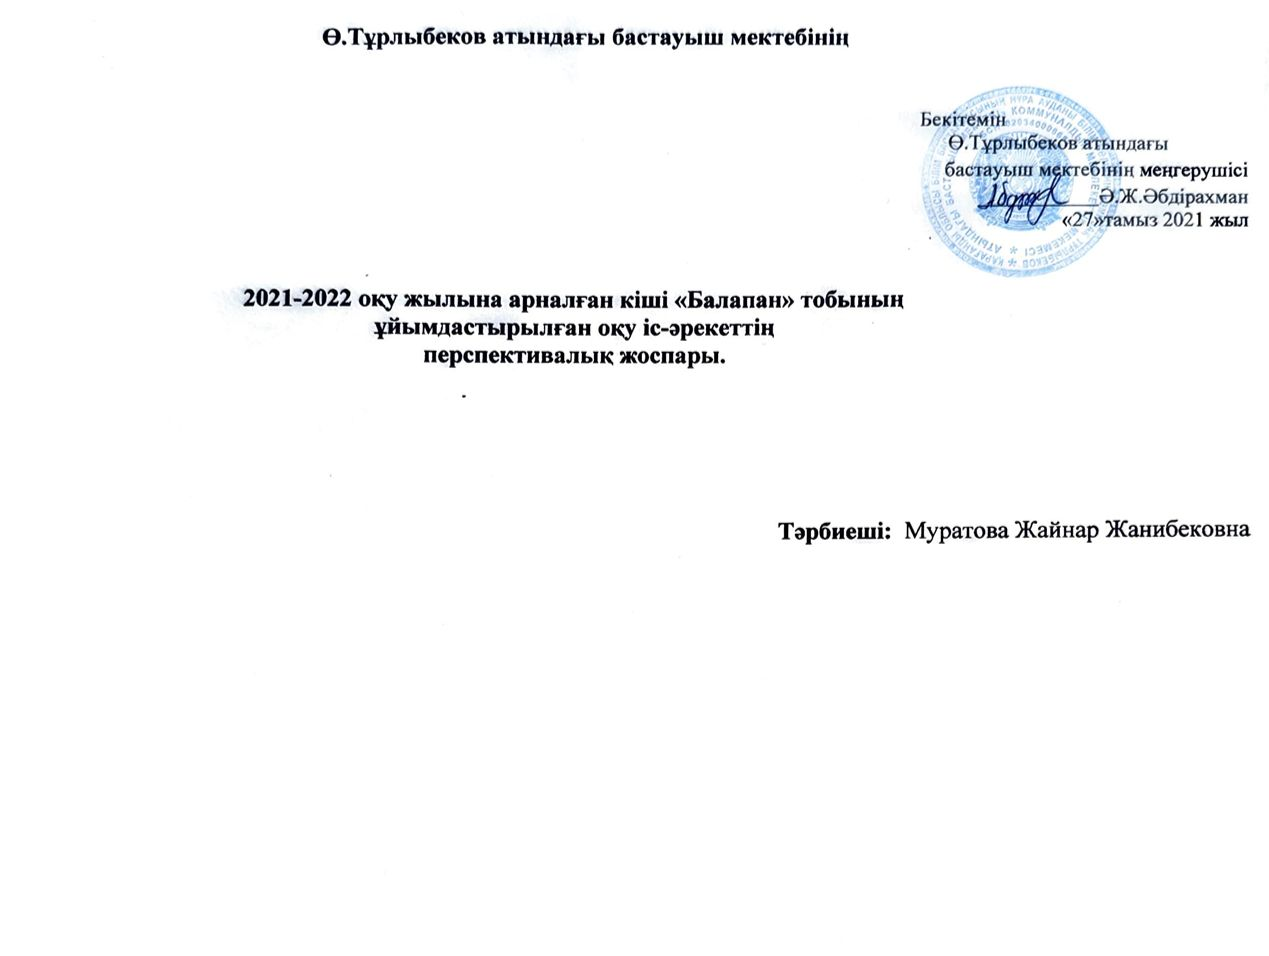 Ө.Тұрлыбеков атындағы бастауыш мектебінің
Бекітемін
Ө.Тұрлыбеков атындағы
бастауыш мектебінің меңгерушісі
____________Ә.Ж.Әбдірахман
«27»тамыз 2021 жыл
2021-2022 оқу жылына арналған кіші «Балапан» тобының
ұйымдастырылған оқу іс-әрекеттің
перспективалық жоспары.
Тәрбиеші: Муратова Жайнар Жанибековна